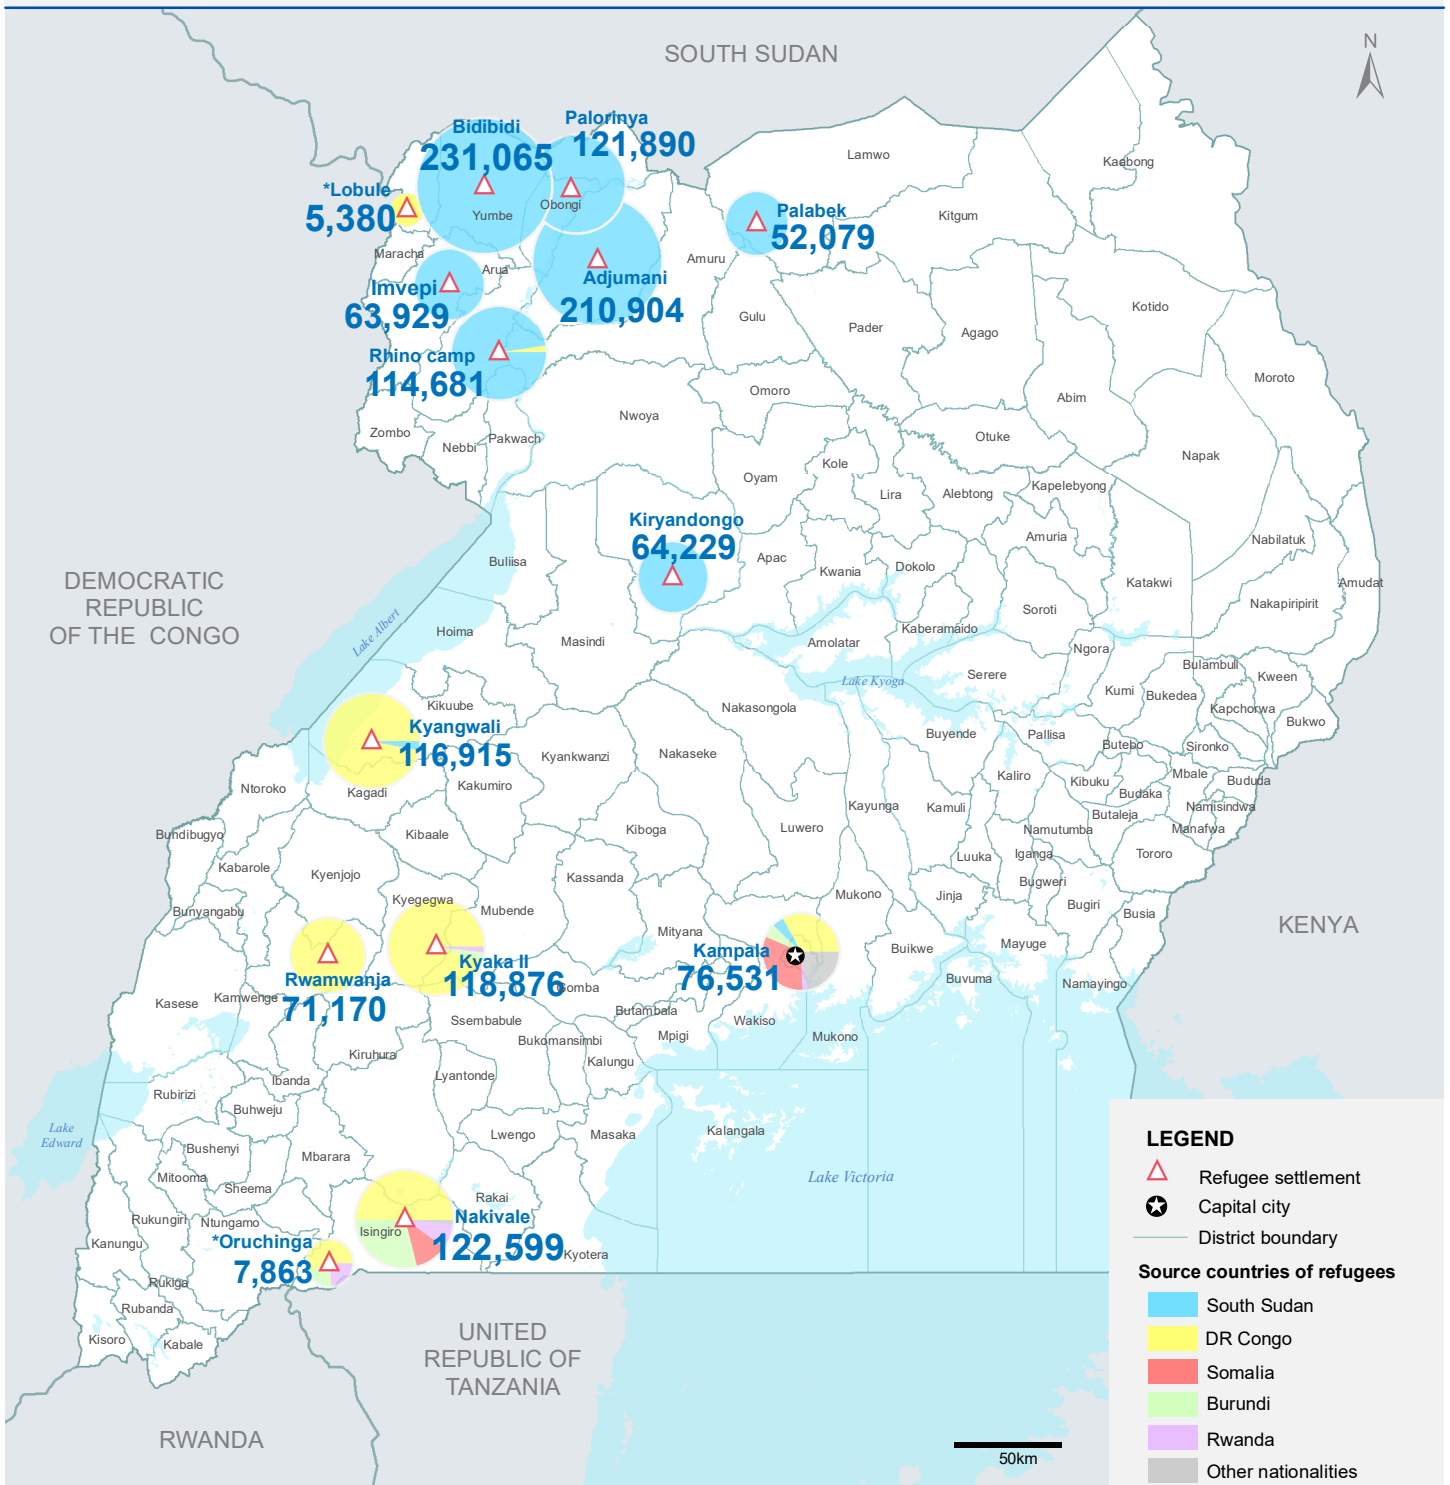 SOUTH SUDAN
N
Bidibidi
231,065
Palorinya
121,890
*Lobule
5,380
Yumbe
Obongi
Lamwo
Kaabong
Palabek
52,079
Kitgum
Maracha
Arua
Amuru
Imvepi
63,929
Adjumani
210,904
Gulu
Pader
Agago
Kotido
Rhino camp
114,681
Moroto
Omoro
Abim
Nwoya
Zombo
Nebbi
Pakwach
Otuke
Napak
Kole
Oyam
Lira
Alebtong
Kapelebyong
Kiryandongo
64,229
Amuria
Nabilatuk
Buliisa
Apac
Kwania
Dokolo
Katakwi
Amudat
DEMOCRATIC
REPUBLIC
OF THE CONGO
Nakapiripirit
Soroti
Lake Albert
Hoima
Masindi
Amolatar
Kaberamaido
Ngora
Bulambuli
Kween
Lake Kyoga
Serere
Kumi
Bukedea
Kapchorwa
Bukwo
Kikuube
Nakasongola
Kyangwali
116,915
Buyende
Pallisa
Butebo
Sironko
Kyankwanzi
Nakaseke
Kaliro
Kibuku
Mbale
Bududa
Ntoroko
Kagadi
Kakumiro
Budaka
Kayunga
Kamuli
Butaleja
Namisindwa
Bundibugyo
Kibaale
Kiboga
Luwero
Namutumba
Manafwa
Kabarole
Kyenjojo
Luuka
Iganga
Tororo
Kassanda
Bugweri
Kyegegwa
Mubende
Mukono
Jinja
Bugiri
Busia
Bunyangabu
Mityana
KENYA
Kampala
76,531
Buikwe
Mayuge
Kyaka II
118,876
Rwamwanja
71,170
Gomba
Buvuma
Namayingo
Kasese
Kamwenge
Butambala
Ssembabule
Wakiso
Bukomansimbi
Mpigi
Mukono
Kiruhura
Kalungu
Ibanda
Lyantonde
Rubirizi
Buhweju
Lake
Edward
Kalangala
Lwengo
Masaka
Bushenyi
Mbarara
Mitooma
Sheema
Lake Victoria
Rakai
Rukungiri
Ntungamo
Isingiro
Nakivale
122,599
Kanungu
*Oruchinga
7,863
Kyotera
Rukiga
Rubanda
Kisoro
Kabale
UNITED
REPUBLIC OF
TANZANIA
RWANDA
50km
LEGEND
Refugee settlement
Capital city
District boundary
Source countries of refugees
South Sudan
DR Congo
Somalia
Burundi
Rwanda
Other nationalities